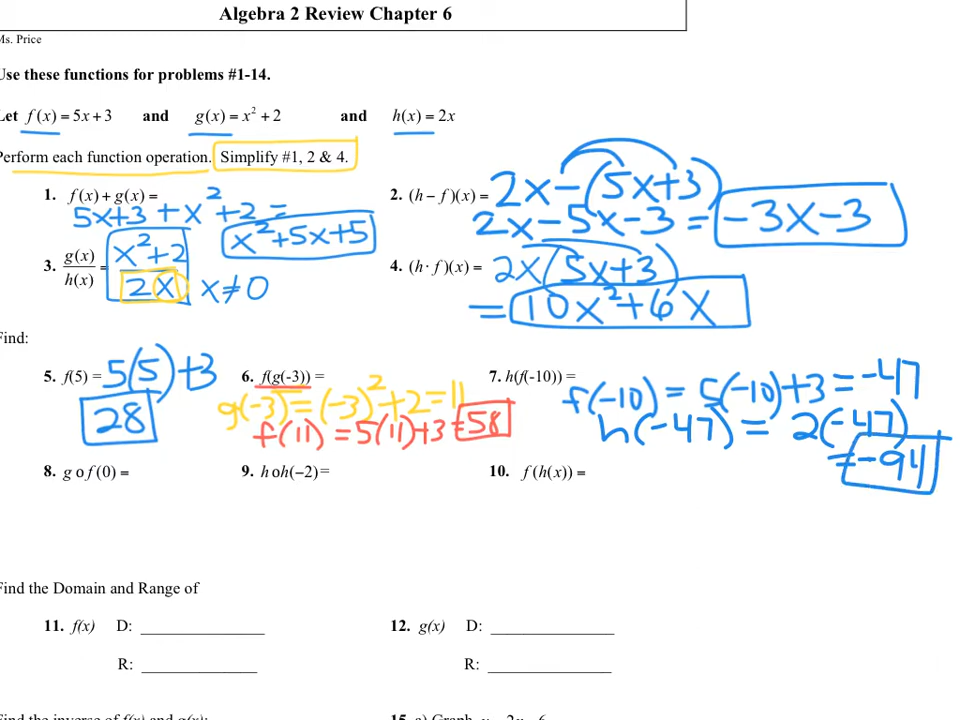 Algebra 2 Review Chapter 6
Ms. Price
Use these functions for problems #1-14.
Let f(x) = 5x + 3 and g(x) = x² + 2 and h(x) = 2x
Perform each function operation. Simplify #1, 2 & 4.
1. f(x) + g(x) =
5x+3 + x²+2 =
x²+5x+5
2. (h − f)(x) = 2x − (5x+3)
2x − 5x − 3 = −3x − 3
3. g(x)/h(x) = x²+2/2x x≠0
4. (h · f)(x) = 2x(5x+3)
= 10x²+6x
Find:
5. f(5) = 5(5)+3
28
6. f(g(-3)) =
g(−3) = (−3)²+2 = 11
f(11) = 5(11)+3 = 58
7. h(f(-10)) =
f(−10) = 5(−10)+3 = −47
h(−47) = 2(−47)
= −94
8. g o f(0) =
9. h oh(−2)=
10. f (h(x)) =
Find the Domain and Range of
11. f(x) D: ______________
R: _____________
12. g(x) D: ______________
R: ______________